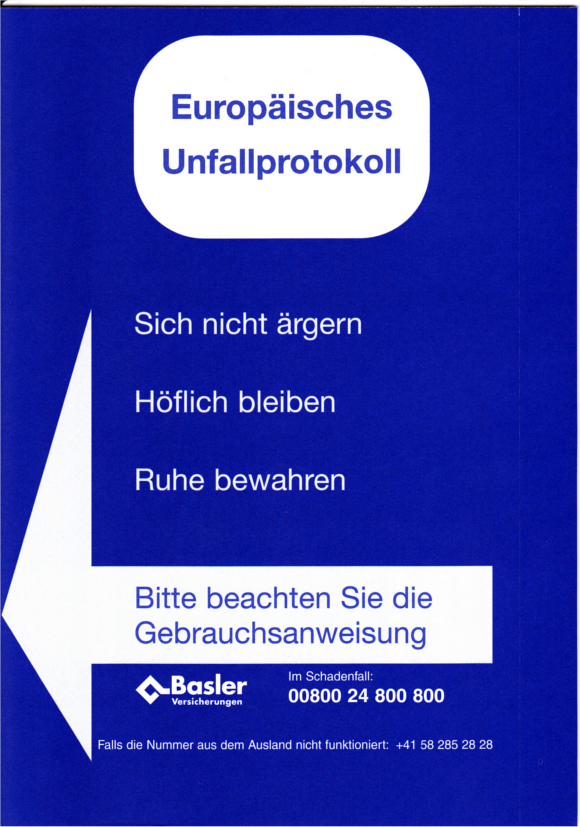 Europäisches
Unfallprotokoll
Sich nicht ärgern
Höflich bleiben
Ruhe bewahren
Bitte beachten Sie die
Gebrauchsanweisung
Basler
Versicherungen
Im Schadenfall:
00800 24 800 800
Falls die Nummer aus dem Ausland nicht funktioniert: +41 58 285 28 28